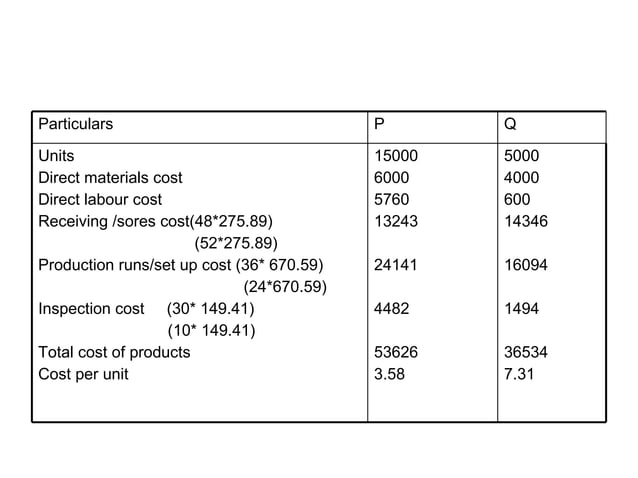 Particulars P Q
Units 15000 5000
Direct materials cost 6000 4000
Direct labour cost 5760 600
Receiving /sores cost(48*275.89) 13243 14346
(52*275.89)
Production runs/set up cost (36* 670.59) 24141 16094
(24*670.59)
Inspection cost (30* 149.41) 4482 1494
(10* 149.41)
Total cost of products 53626 36534
Cost per unit 3.58 7.31